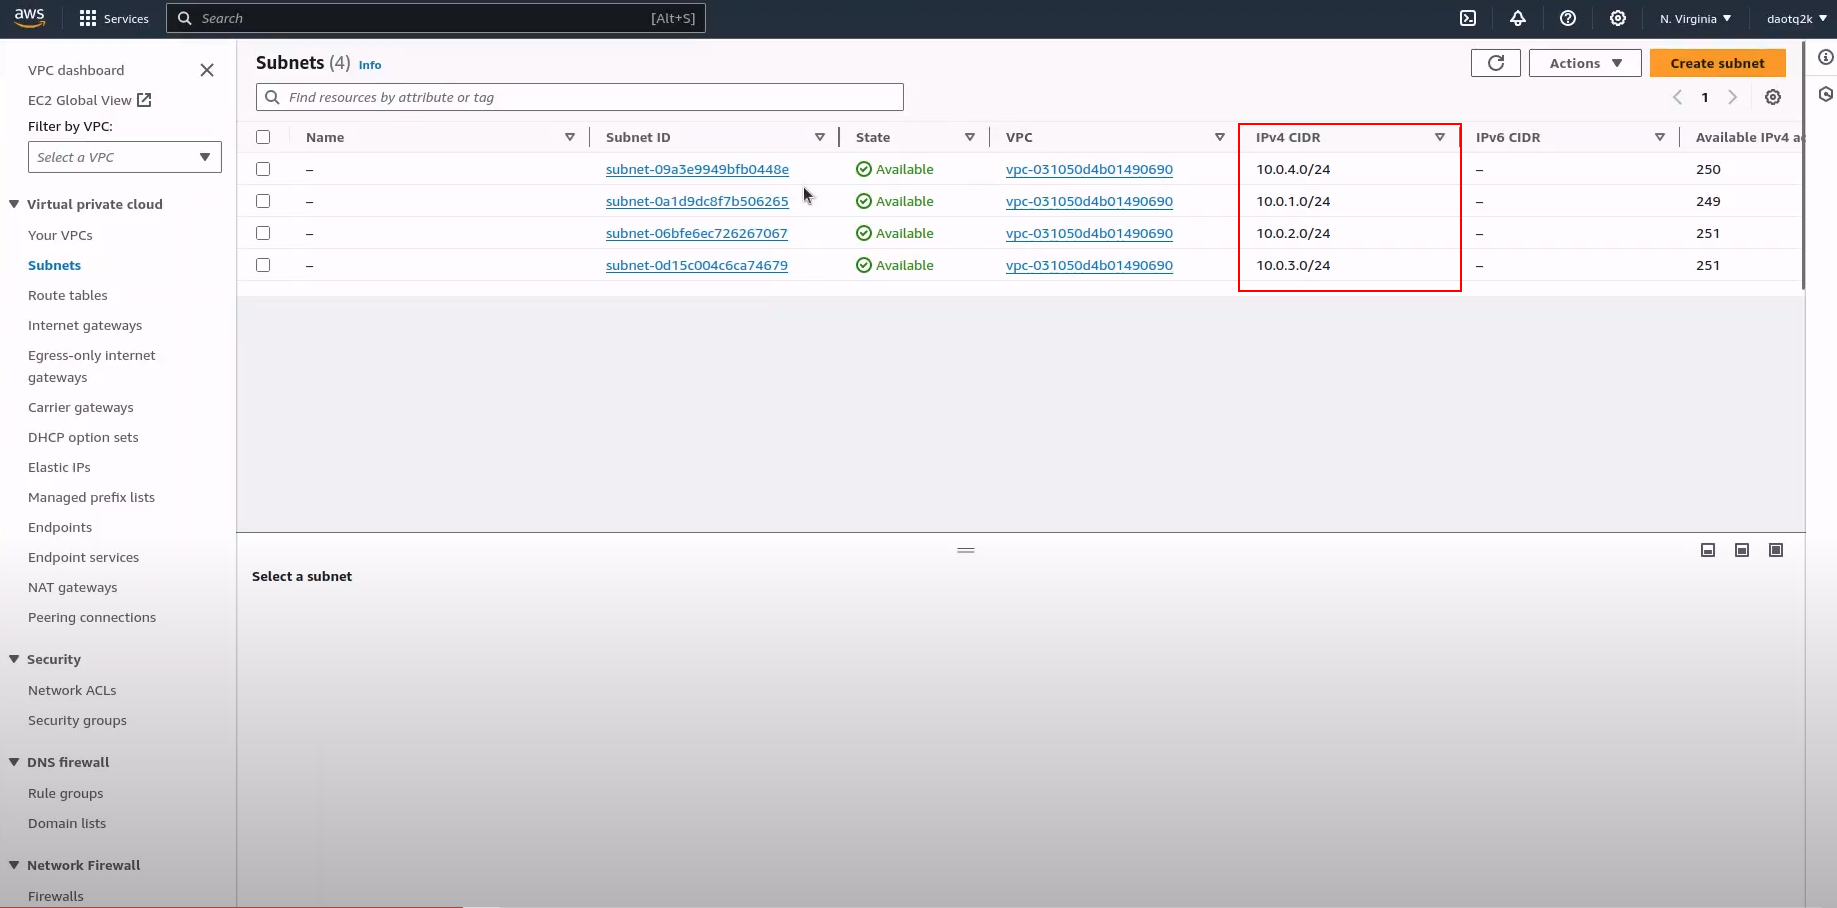 aws Services Search [Alt+S] N. Virginia daotq2k
VPC dashboard
EC2 Global View
Filter by VPC:
Select a VPC
Virtual private cloud
Your VPCs
Subnets
Route tables
Internet gateways
Egress-only internet
gateways
Carrier gateways
DHCP option sets
Elastic IPs
Managed prefix lists
Endpoints
Endpoint services
NAT gateways
Peering connections
Security
Network ACLs
Security groups
DNS firewall
Rule groups
Domain lists
Network Firewall
Firewalls
Subnets (4) Info Actions Create subnet
Find resources by attribute or tag 1
Name Subnet ID State VPC IPv4 CIDR IPv6 CIDR Available IPv4
– subnet-09a3e9949bfb0448e Available vpc-031050d4b01490690 10.0.4.0/24 – 250
– subnet-0a1d9dc8f7b506265 Available vpc-031050d4b01490690 10.0.1.0/24 – 249
– subnet-06bfe6ec726267067 Available vpc-031050d4b01490690 10.0.2.0/24 – 251
– subnet-0d15c004c6ca74679 Available vpc-031050d4b01490690 10.0.3.0/24 – 251
Select a subnet